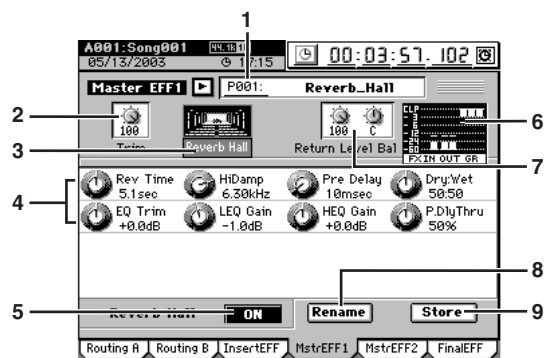 1
A001:Song001 44.1k 1
05/13/2003 17:15 00:03:57. 102
Master EFF1 P001: Reverb_Hall
2 100 Trim
3 Reverb Hall
100 C
Return Level Bal
CLP
-3
-6
-12
-24
-60
FXIN OUT GR
6
7
4
Rev Time 5.1sec HiDamp 6.30kHz Pre Delay 10msec Dry:Wet 50:50
EQ Trim +0.0dB LEQ Gain -1.0dB HEQ Gain +0.0dB P.DlyThru 50%
8
5 Reverb Hall ON Rename Store 9
Routing A Routing B InsertEFF MstrEFF1 MstrEFF2 FinalEFF